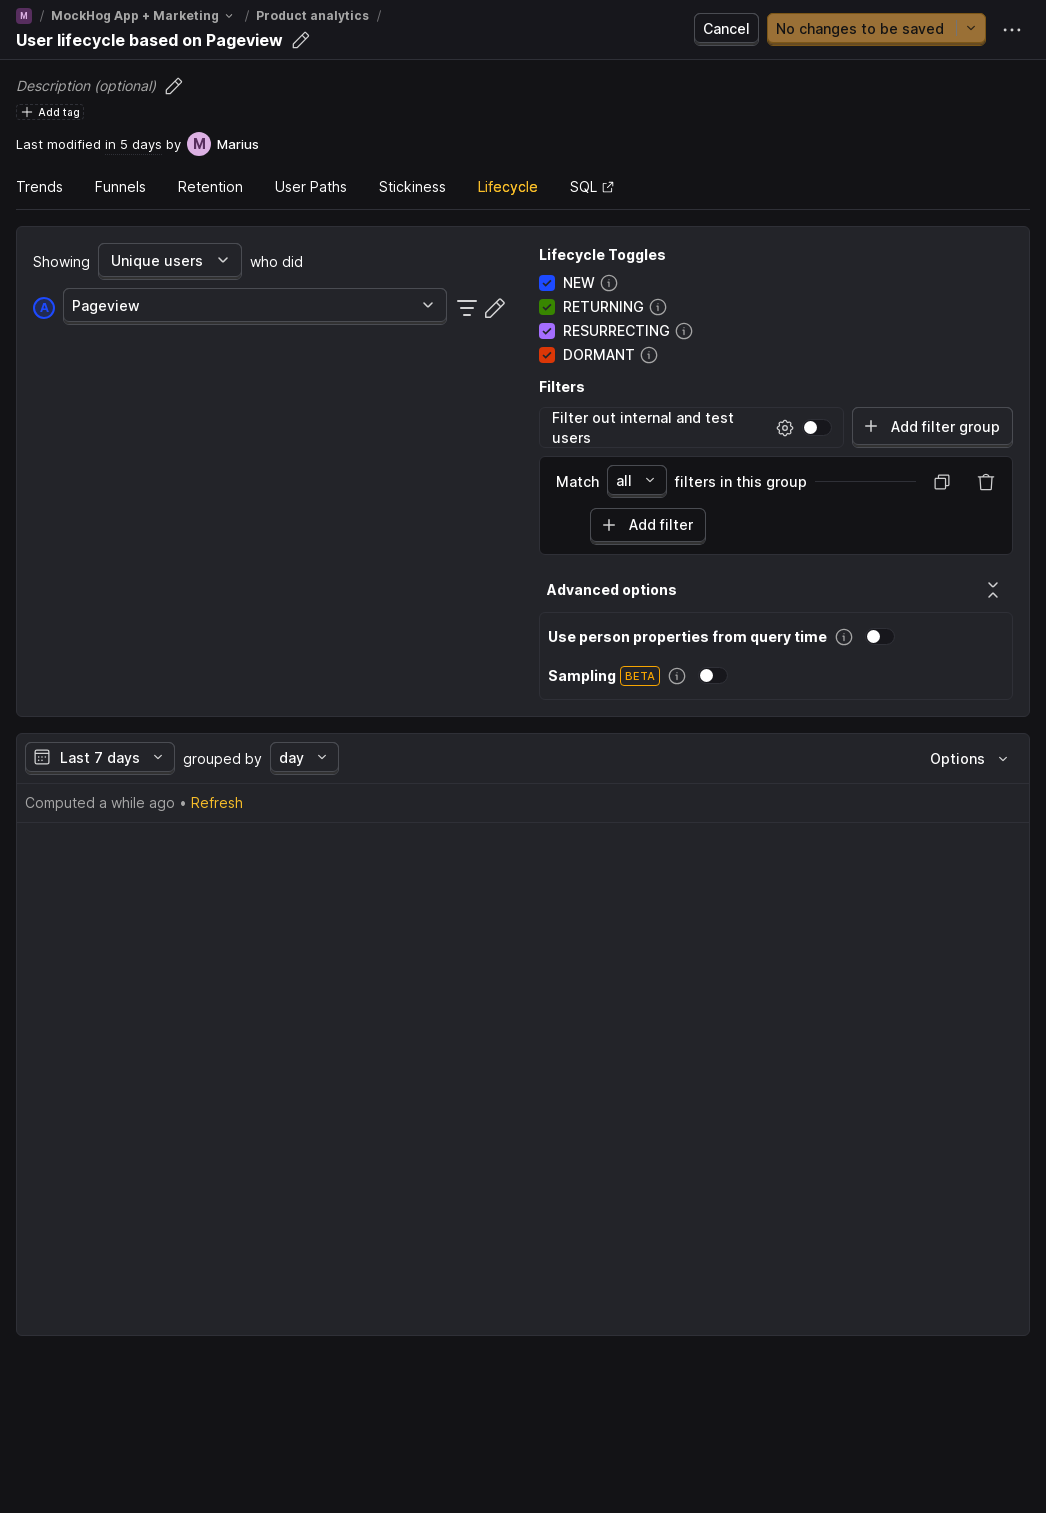 M / MockHog App + Marketing / Product analytics /
User lifecycle based on Pageview
Cancel
No changes to be saved
Description (optional)
Add tag
Last modified in 5 days by M Marius
Trends Funnels Retention User Paths Stickiness Lifecycle SQL
Showing Unique users who did
A Pageview
Lifecycle Toggles
NEW
RETURNING
RESURRECTING
DORMANT
Filters
Filter out internal and test
users
Add filter group
Match all filters in this group
Add filter
Advanced options
Use person properties from query time
Sampling BETA
Last 7 days grouped by day
Options
Computed a while ago • Refresh